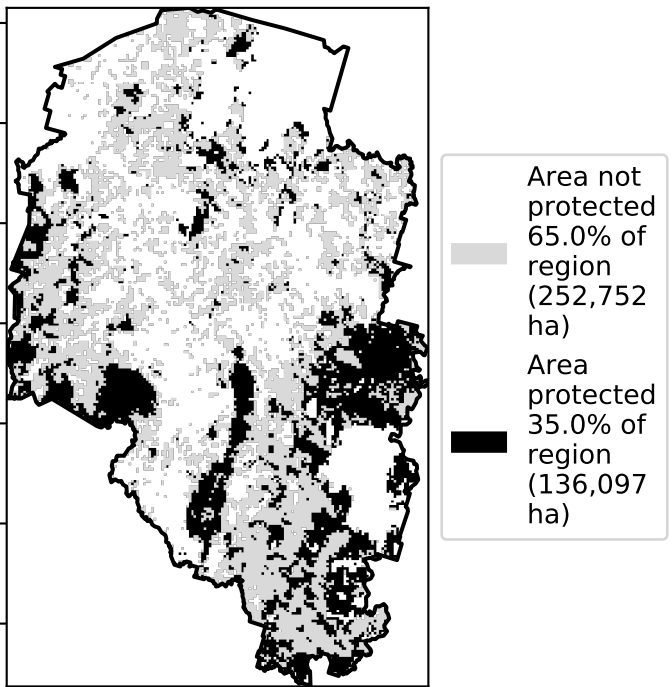 Area not
protected
65.0% of
region
(252,752
ha)
Area
protected
35.0% of
region
(136,097
ha)